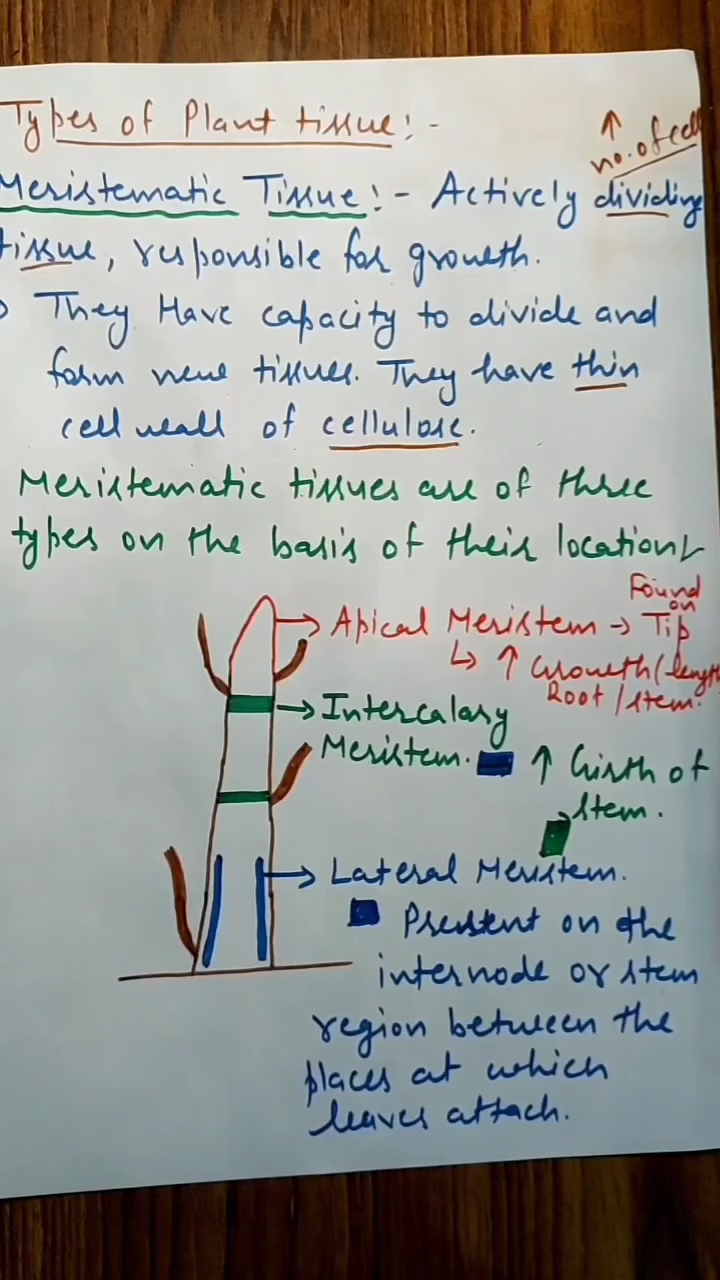 Types of Plant tissue:-
↑
no. of cell
Meristematic Tissue:- Actively dividing
tissue, responsible for growth.
They Have capacity to divide and
form new tissues. They have thin
cell wall of cellulose.
Meristematic tissues are of three
types on the basis of their location
Found
on
Apical Meristem → Tip
↳ ↑ Growth (length
Root / stem.
Intercalary
Meristem. ↑ Girth of
stem.
Lateral Meristem.
Present on the
internode or stem
region between the
places at which
leaves attach.